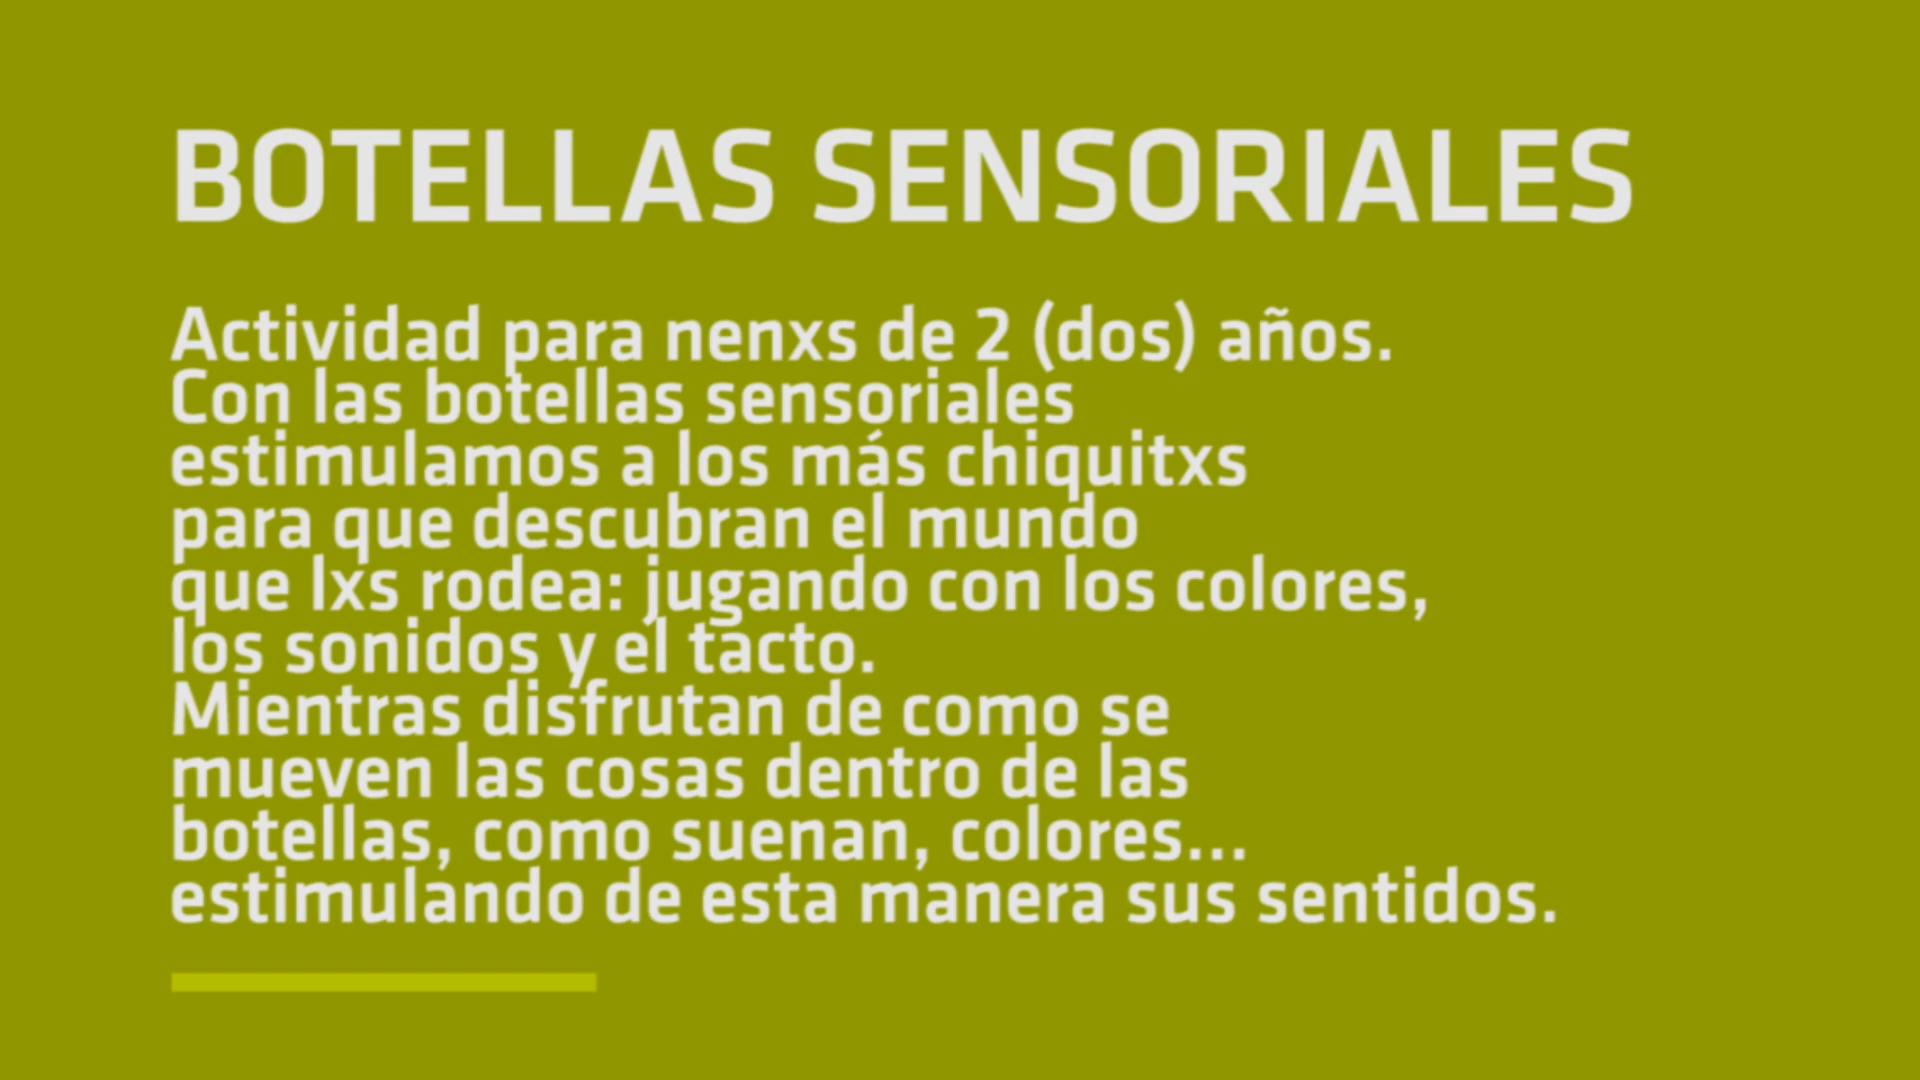 BOTELLAS SENSORIALES
Actividad para nenxs de 2 (dos) años.
Con las botellas sensoriales
estimulamos a los más chiquitxs
para que descubran el mundo
que lxs rodea: jugando con los colores,
los sonidos y el tacto.
Mientras disfrutan de como se
mueven las cosas dentro de las
botellas, como suenan, colores...
estimulando de esta manera sus sentidos.